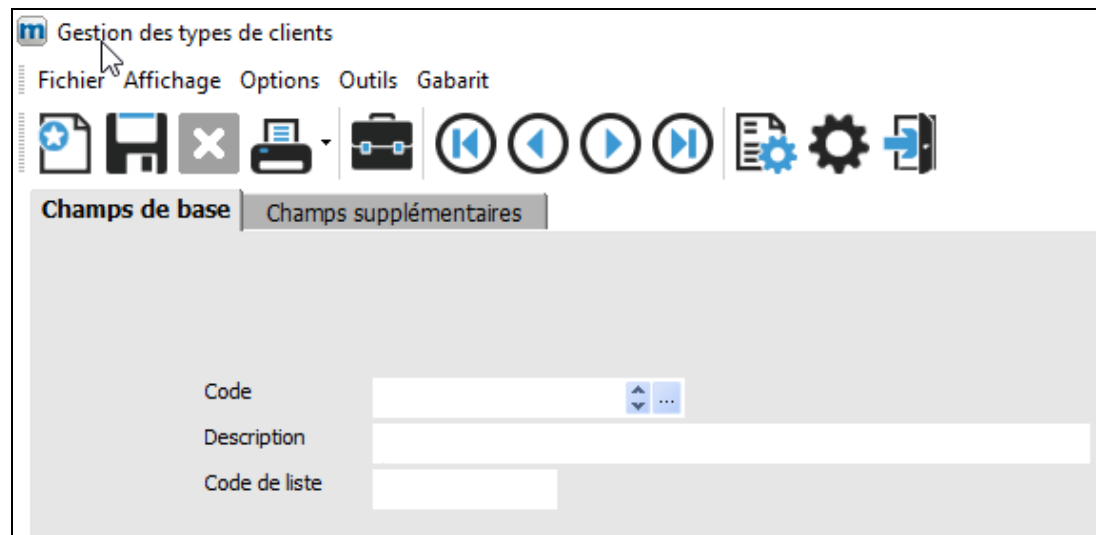 m Gestion des types de clients
Fichier Affichage Options Outils Gabarit
Champs de base Champs supplémentaires
Code ...
Description
Code de liste